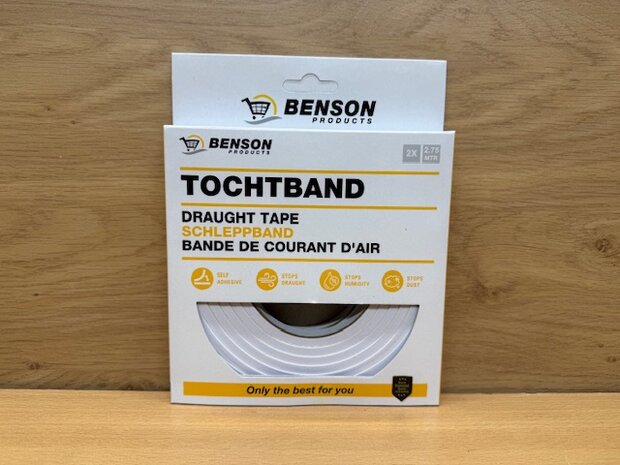 BENSON
PRODUCTS
BENSON
PRODUCTS
2X
2.75
MTR
TOCHTBAND
DRAUGHT TAPE
SCHLEPPBAND
BANDE DE COURANT D'AIR
SELF
ADHESIVE
STOPS
DRAUGHT
STOPS
HUMIDITY
STOPS
DUST
Only the best for you